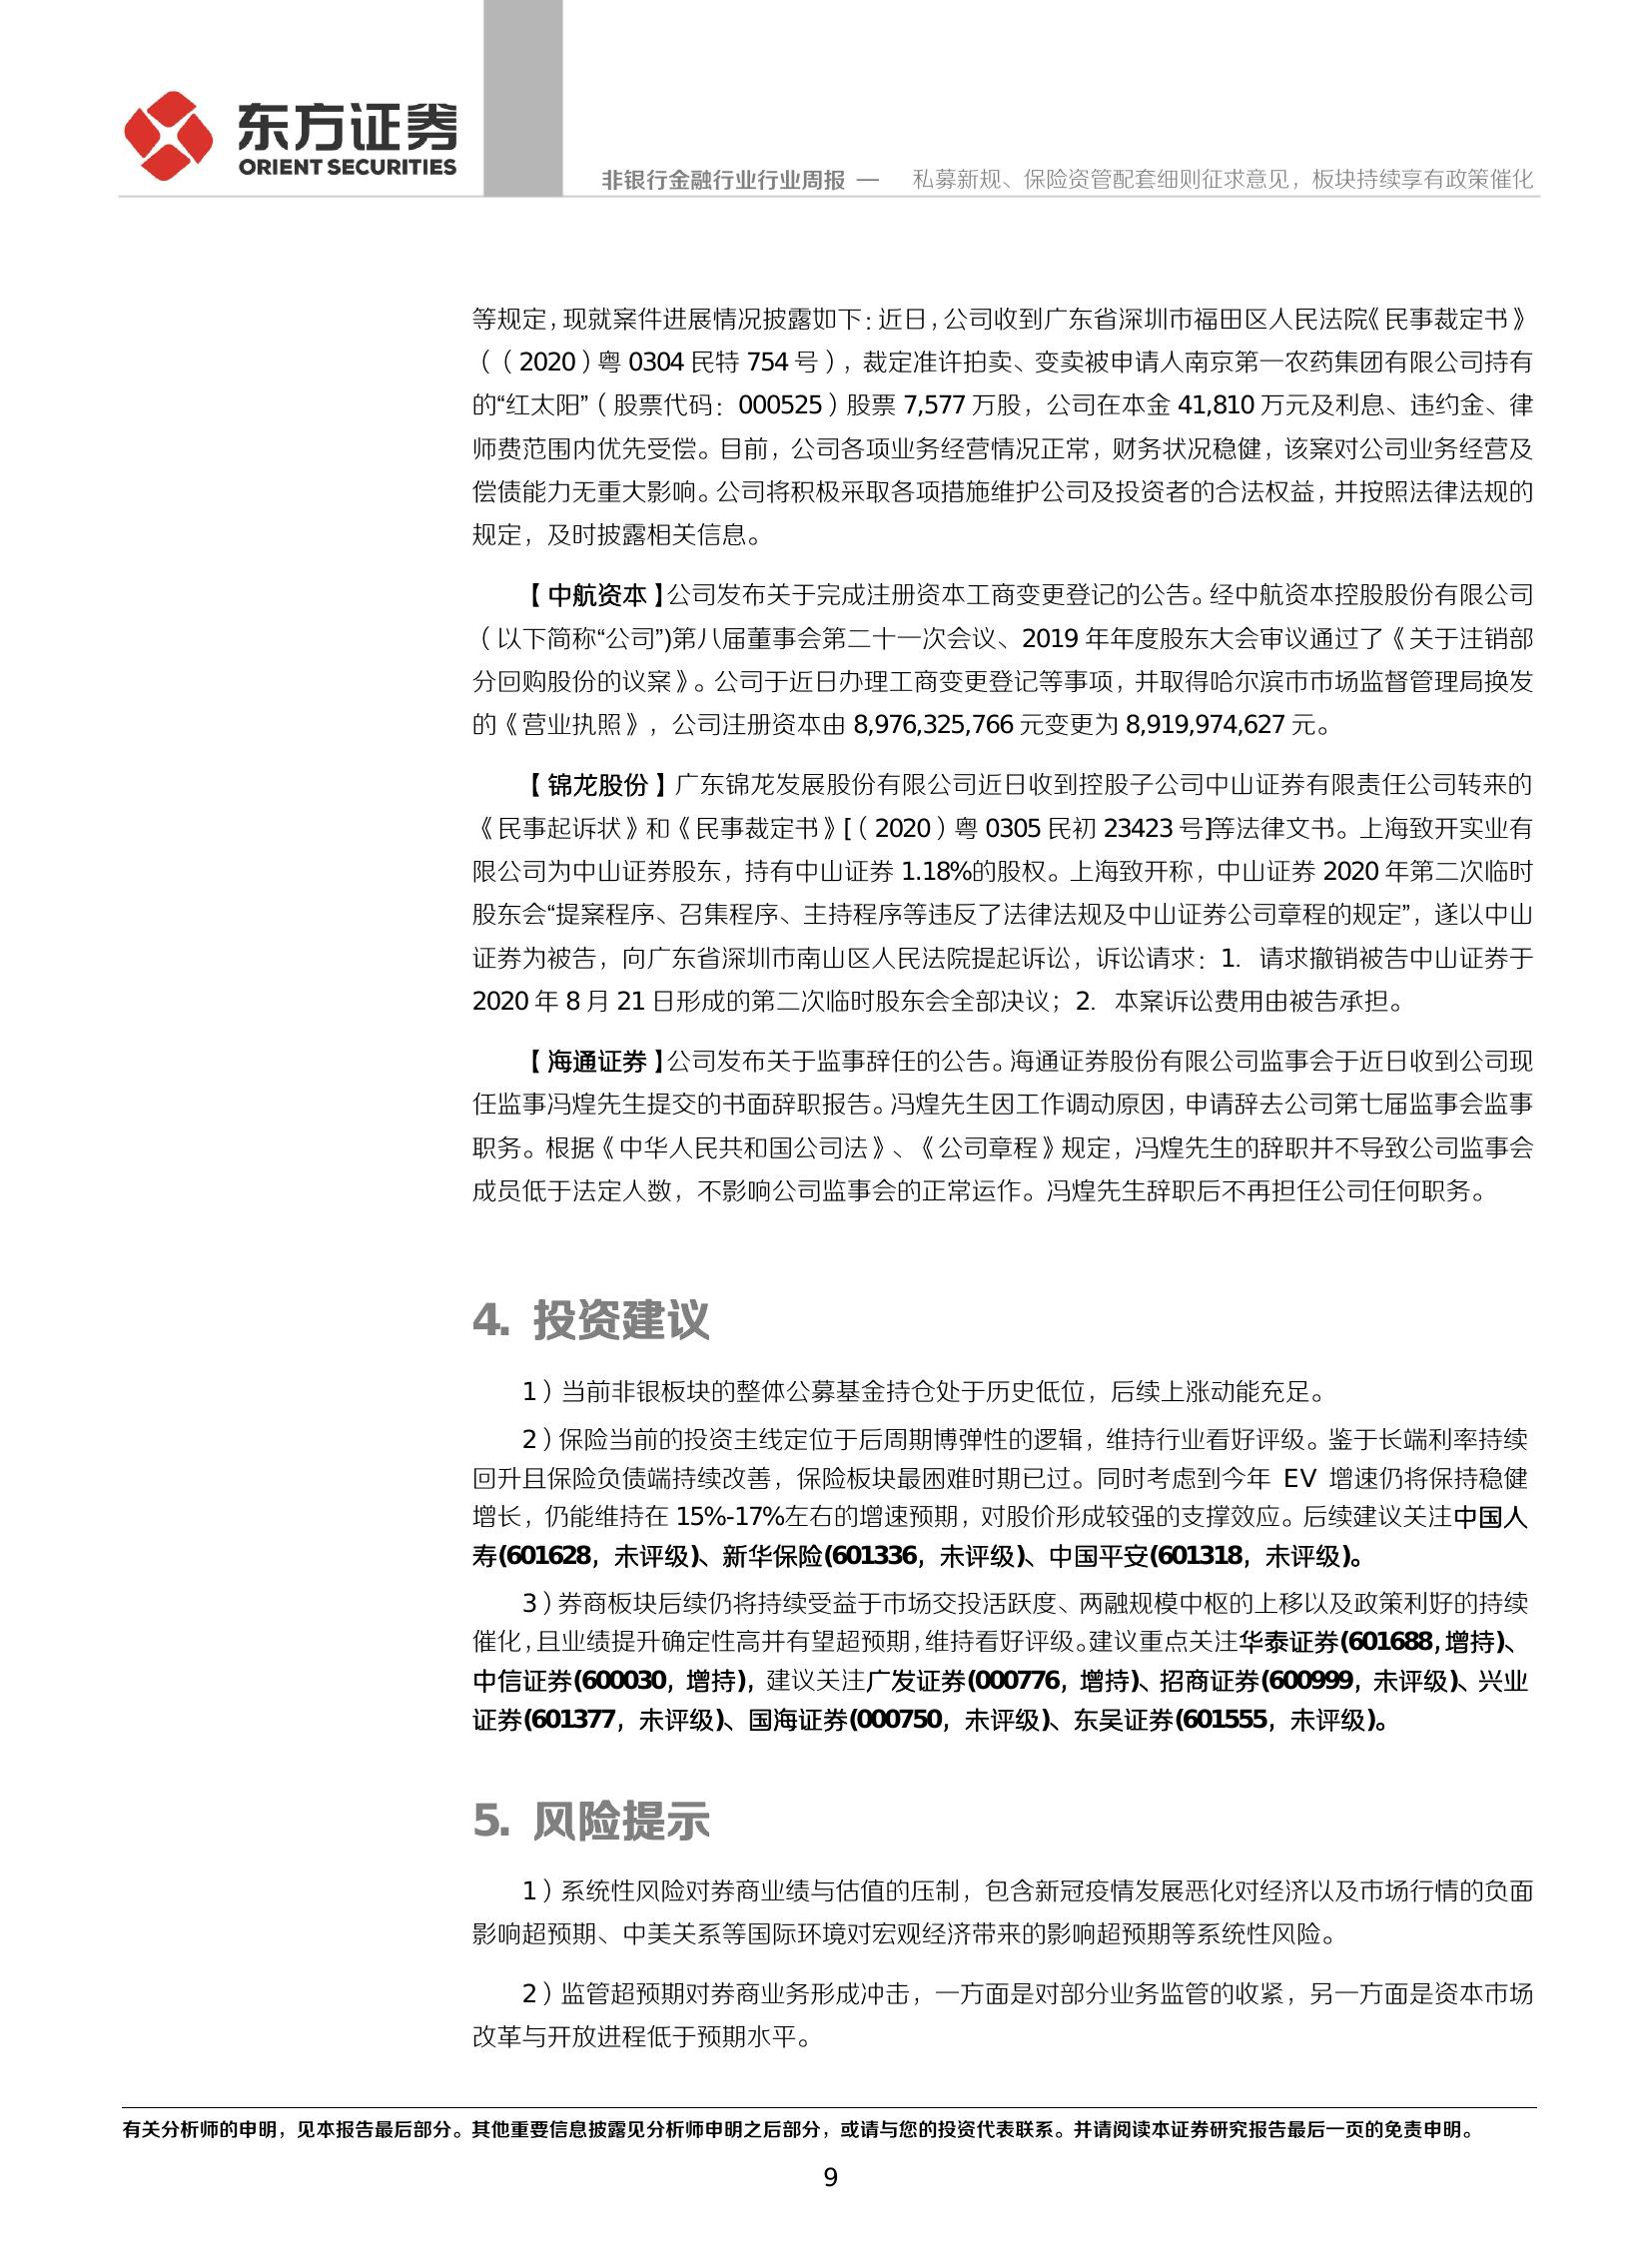 东方证券
ORIENT SECURITIES
非银行金融行业行业周报 — 私募新规、保险资管配套细则征求意见，板块持续享有政策催化
等规定，现就案件进展情况披露如下：近日，公司收到广东省深圳市福田区人民法院《民事裁定书》
（（2020）粤 0304 民特 754 号），裁定准许拍卖、变卖被申请人南京第一农药集团有限公司持有
的“红太阳”（股票代码：000525）股票 7,577 万股，公司在本金 41,810 万元及利息、违约金、律
师费范围内优先受偿。目前，公司各项业务经营情况正常，财务状况稳健，该案对公司业务经营及
偿债能力无重大影响。公司将积极采取各项措施维护公司及投资者的合法权益，并按照法律法规的
规定，及时披露相关信息。
【中航资本】公司发布关于完成注册资本工商变更登记的公告。经中航资本控股股份有限公司
（以下简称“公司”)第八届董事会第二十一次会议、2019 年年度股东大会审议通过了《关于注销部
分回购股份的议案》。公司于近日办理工商变更登记等事项，并取得哈尔滨市市场监督管理局换发
的《营业执照》，公司注册资本由 8,976,325,766 元变更为 8,919,974,627 元。
【锦龙股份】广东锦龙发展股份有限公司近日收到控股子公司中山证券有限责任公司转来的
《民事起诉状》和《民事裁定书》[（2020）粤 0305 民初 23423 号]等法律文书。上海致开实业有
限公司为中山证券股东，持有中山证券 1.18%的股权。上海致开称，中山证券 2020 年第二次临时
股东会“提案程序、召集程序、主持程序等违反了法律法规及中山证券公司章程的规定”，遂以中山
证券为被告，向广东省深圳市南山区人民法院提起诉讼，诉讼请求：1. 请求撤销被告中山证券于
2020 年 8 月 21 日形成的第二次临时股东会全部决议；2. 本案诉讼费用由被告承担。
【海通证券】公司发布关于监事辞任的公告。海通证券股份有限公司监事会于近日收到公司现
任监事冯煌先生提交的书面辞职报告。冯煌先生因工作调动原因，申请辞去公司第七届监事会监事
职务。根据《中华人民共和国公司法》、《公司章程》规定，冯煌先生的辞职并不导致公司监事会
成员低于法定人数，不影响公司监事会的正常运作。冯煌先生辞职后不再担任公司任何职务。
4. 投资建议
1）当前非银板块的整体公募基金持仓处于历史低位，后续上涨动能充足。
2）保险当前的投资主线定位于后周期博弹性的逻辑，维持行业看好评级。鉴于长端利率持续
回升且保险负债端持续改善，保险板块最困难时期已过。同时考虑到今年 EV 增速仍将保持稳健
增长，仍能维持在 15%-17%左右的增速预期，对股价形成较强的支撑效应。后续建议关注中国人
寿(601628，未评级)、新华保险(601336，未评级)、中国平安(601318，未评级)。
3）券商板块后续仍将持续受益于市场交投活跃度、两融规模中枢的上移以及政策利好的持续
催化，且业绩提升确定性高并有望超预期，维持看好评级。建议重点关注华泰证券(601688，增持)、
中信证券(600030，增持)，建议关注广发证券(000776，增持)、招商证券(600999，未评级)、兴业
证券(601377，未评级)、国海证券(000750，未评级)、东吴证券(601555，未评级)。
5. 风险提示
1）系统性风险对券商业绩与估值的压制，包含新冠疫情发展恶化对经济以及市场行情的负面
影响超预期、中美关系等国际环境对宏观经济带来的影响超预期等系统性风险。
2）监管超预期对券商业务形成冲击，一方面是对部分业务监管的收紧，另一方面是资本市场
改革与开放进程低于预期水平。
有关分析师的申明，见本报告最后部分。其他重要信息披露见分析师申明之后部分，或请与您的投资代表联系。并请阅读本证券研究报告最后一页的免责申明。
9